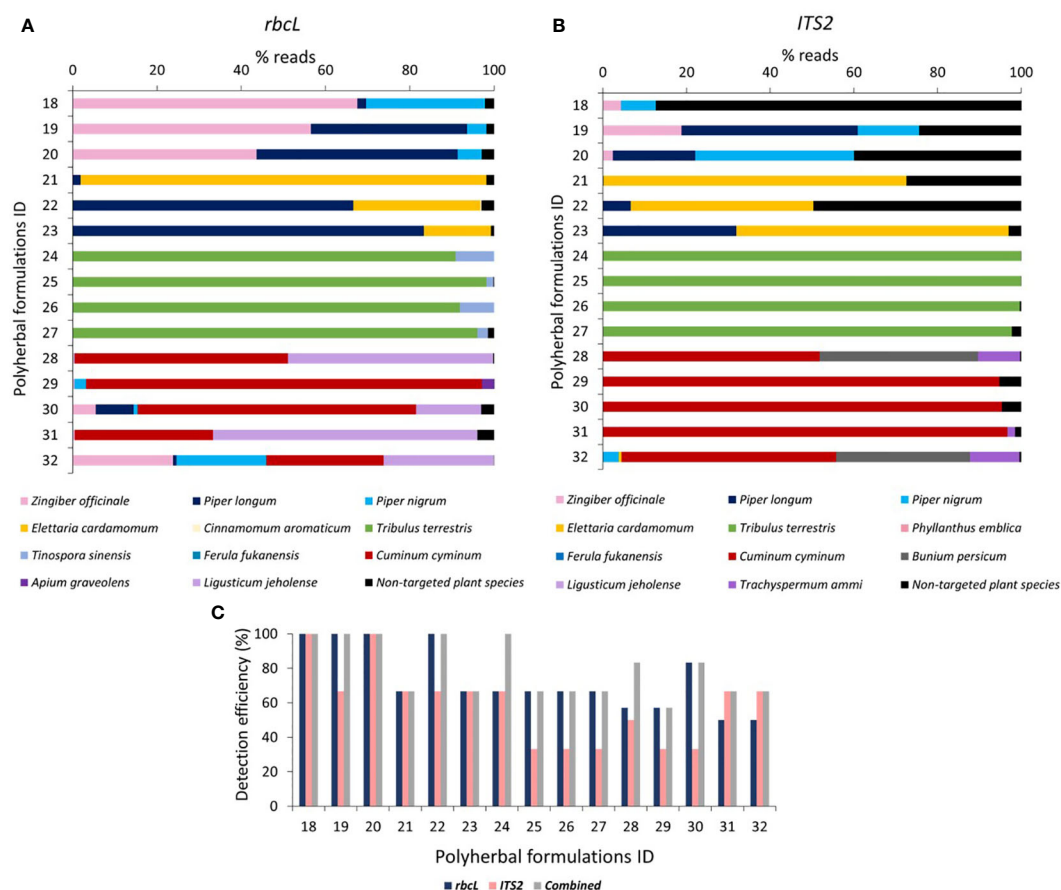 A
rbcL
% reads
0 20 40 60 80 100
Polyherbal formulations ID
18
19
20
21
22
23
24
25
26
27
28
29
30
31
32
Zingiber officinale Piper longum Piper nigrum
Elettaria cardamomum Cinnamomum aromaticum Tribulus terrestris
Tinospora sinensis Ferula fukanensis Cuminum cyminum
Apium graveolens Ligusticum jeholense Non-targeted plant species
B
ITS2
% reads
0 20 40 60 80 100
Polyherbal formulations ID
18
19
20
21
22
23
24
25
26
27
28
29
30
31
32
Zingiber officinale Piper longum Piper nigrum
Elettaria cardamomum Tribulus terrestris Phyllanthus emblica
Ferula fukanensis Cuminum cyminum Bunium persicum
Ligusticum jeholense Trachyspermum ammi Non-targeted plant species
C
Detection efficiency (%)
100
80
60
40
20
0
18 19 20 21 22 23 24 25 26 27 28 29 30 31 32
Polyherbal formulations ID
rbcL ITS2 Combined